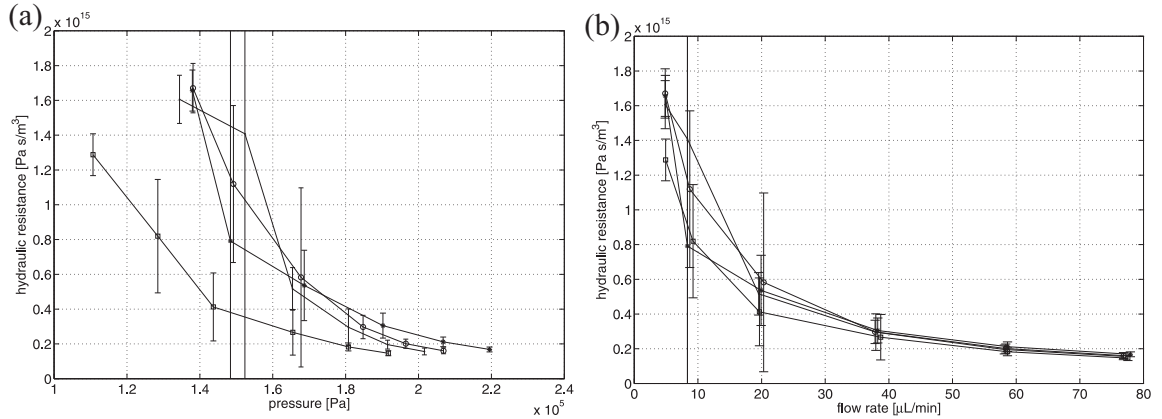 (a)
x 10^15
2
1.8
1.6
1.4
1.2
1
0.8
0.6
0.4
0.2
0
hydraulic resistance [Pa s/m³]
1 1.2 1.4 1.6 1.8 2 2.2 2.4
pressure [Pa]
x 10^5
(b)
x 10^15
2
1.8
1.6
1.4
1.2
1
0.8
0.6
0.4
0.2
0
hydraulic resistance [Pa s/m³]
0 10 20 30 40 50 60 70 80
flow rate [μL/min]